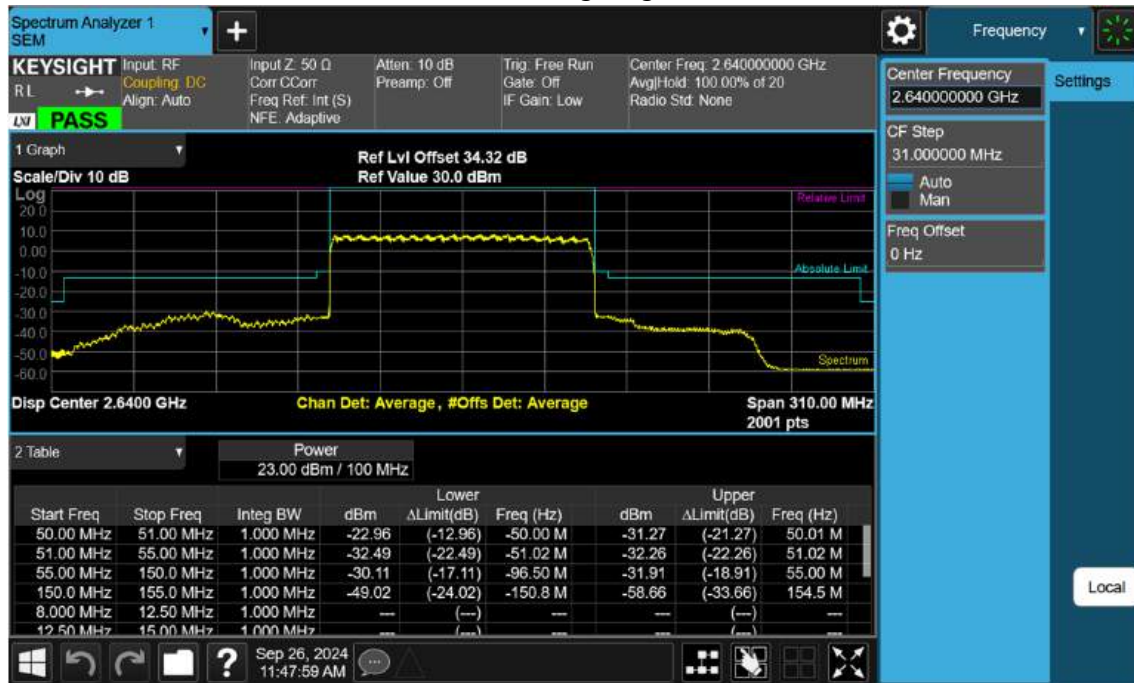 Spectrum Analyzer 1
SEM
+
Frequency
KEYSIGHT
RL
LXI
PASS
Input: RF
Coupling: DC
Align: Auto
Input Z: 50 Ω
Corr CCorr
Freq Ref: Int (S)
NFE: Adaptive
Atten: 10 dB
Preamp: Off
Trig: Free Run
Gate: Off
IF Gain: Low
Center Freq: 2.640000000 GHz
Avg|Hold: 100.00% of 20
Radio Std: None
Center Frequency
2.640000000 GHz
Settings
CF Step
31.000000 MHz
Auto
Man
Freq Offset
0 Hz
1 Graph
Scale/Div 10 dB
Ref Lvl Offset 34.32 dB
Ref Value 30.0 dBm
Log
20.0
10.0
0.00
-10.0
-20.0
-30.0
-40.0
-50.0
-60.0
Relative Limit
Absolute Limit
Spectrum
Disp Center 2.6400 GHz
Chan Det: Average, #Offs Det: Average
Span 310.00 MHz
2001 pts
2 Table
Power
23.00 dBm / 100 MHz
Lower Upper
Start Freq Stop Freq Integ BW dBm ΔLimit(dB) Freq (Hz) dBm ΔLimit(dB) Freq (Hz)
50.00 MHz 51.00 MHz 1.000 MHz -22.96 (-12.96) -50.00 M -31.27 (-21.27) 50.01 M
51.00 MHz 55.00 MHz 1.000 MHz -32.49 (-22.49) -51.02 M -32.26 (-22.26) 51.02 M
55.00 MHz 150.0 MHz 1.000 MHz -30.11 (-17.11) -96.50 M -31.91 (-18.91) 55.00 M
150.0 MHz 155.0 MHz 1.000 MHz -49.02 (-24.02) -150.8 M -58.66 (-33.66) 154.5 M
8.000 MHz 12.50 MHz 1.000 MHz --- (---) --- --- (---) ---
12.50 MHz 15.00 MHz 1.000 MHz --- (---) --- --- (---) ---
Local
?
Sep 26, 2024
11:47:59 AM